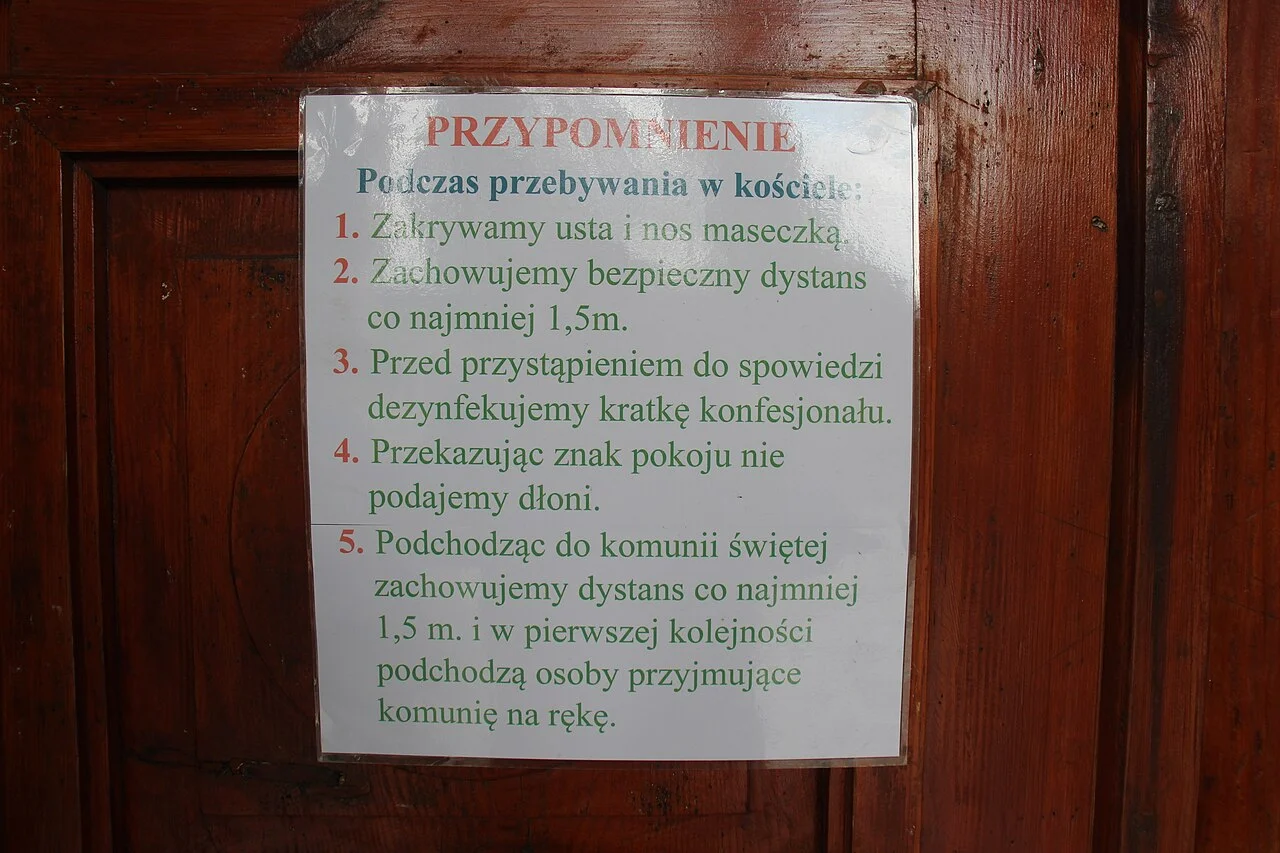 PRZYPOMNIENIE
Podczas przebywania w kościele:
1. Zakrywamy usta i nos maseczką.
2. Zachowujemy bezpieczny dystans
co najmniej 1,5m.
3. Przed przystąpieniem do spowiedzi
dezynfekujemy kratkę konfesjonału.
4. Przekazując znak pokoju nie
podajemy dłoni.
5. Podchodząc do komunii świętej
zachowujemy dystans co najmniej
1,5 m. i w pierwszej kolejności
podchodzą osoby przyjmujące
komunię na rękę.